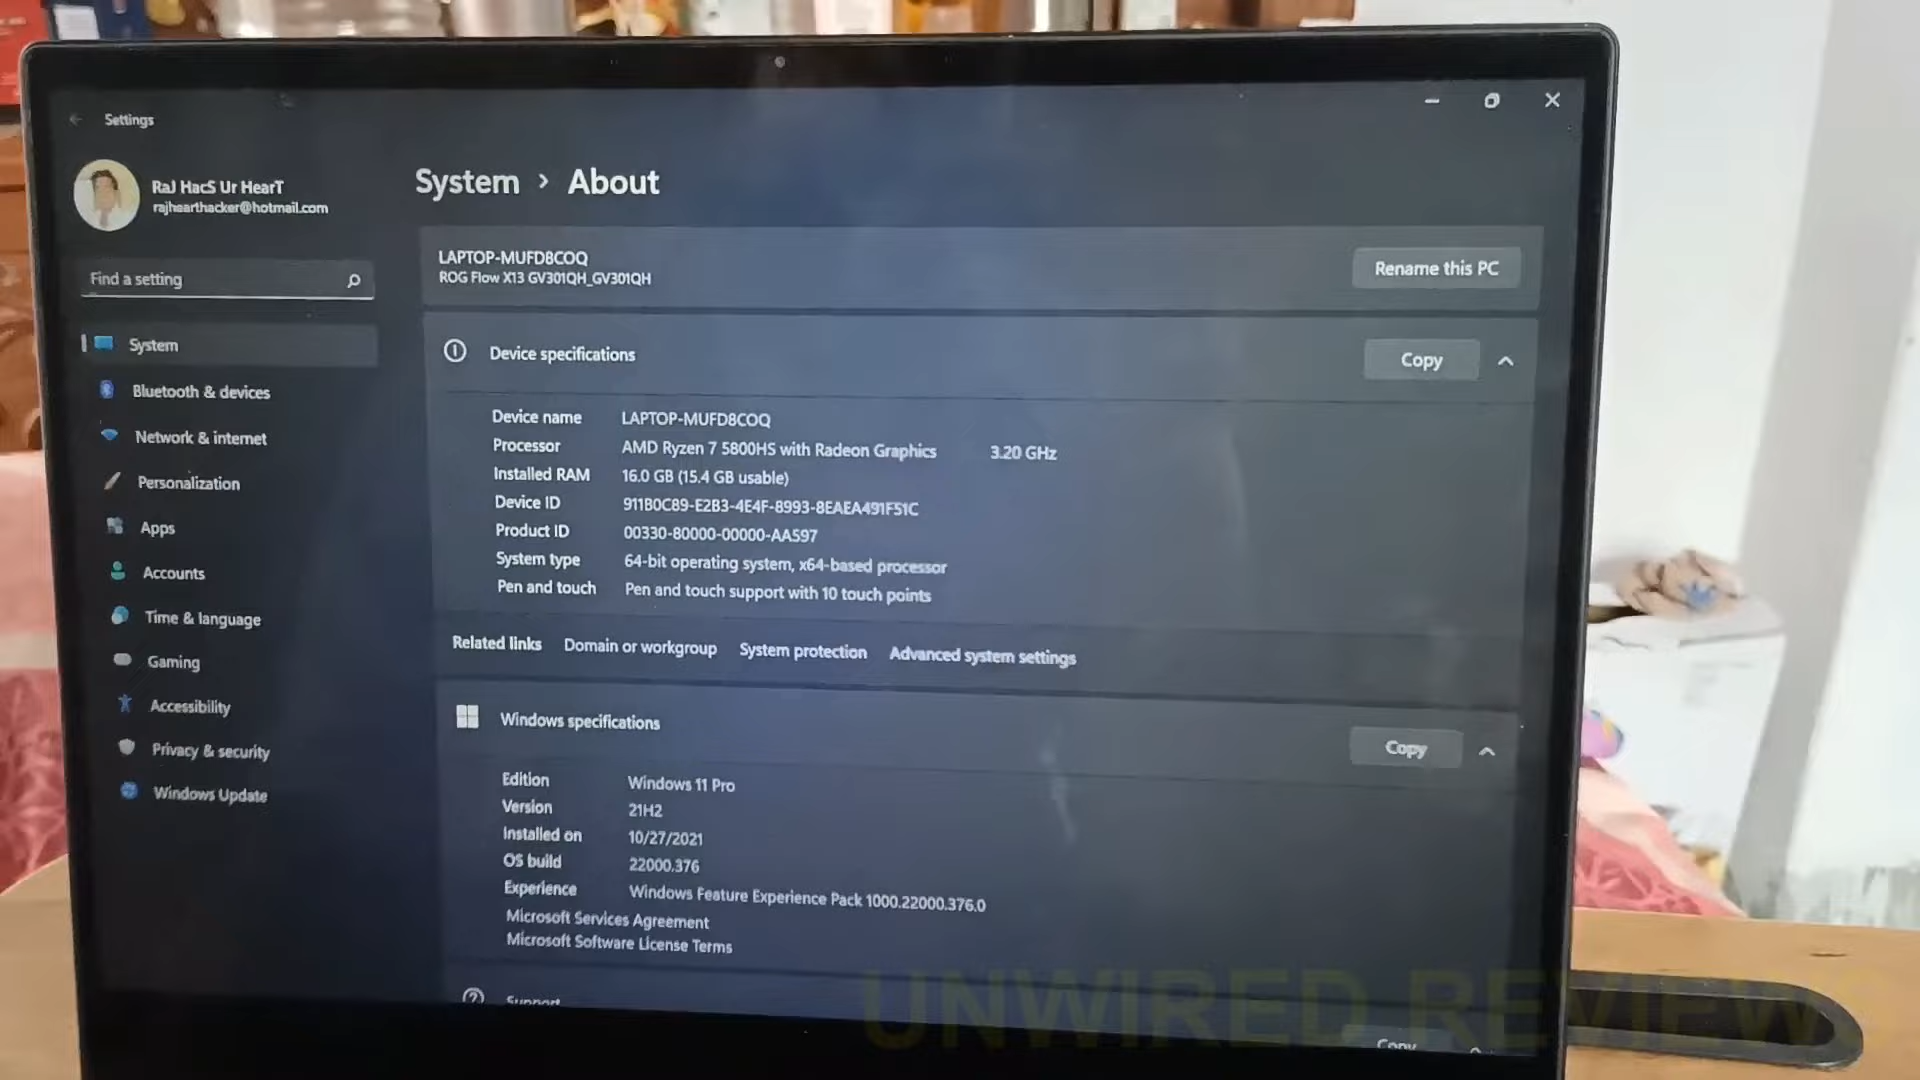 Settings
RaJ HacS Ur HearT
rajhearthacker@hotmail.com
Find a setting
System
Bluetooth & devices
Network & internet
Personalization
Apps
Accounts
Time & language
Gaming
Accessibility
Privacy & security
Windows Update
System > About
LAPTOP-MUFD8COQ
ROG Flow X13 GV301QH_GV301QH
Rename this PC
Device specifications
Copy
Device name LAPTOP-MUFD8COQ
Processor AMD Ryzen 7 5800HS with Radeon Graphics 3.20 GHz
Installed RAM 16.0 GB (15.4 GB usable)
Device ID 911B0C89-E2B3-4E4F-8993-8EAEA491F51C
Product ID 00330-80000-00000-AA597
System type 64-bit operating system, x64-based processor
Pen and touch Pen and touch support with 10 touch points
Related links Domain or workgroup System protection Advanced system settings
Windows specifications
Copy
Edition Windows 11 Pro
Version 21H2
Installed on 10/27/2021
OS build 22000.376
Experience Windows Feature Experience Pack 1000.22000.376.0
Microsoft Services Agreement
Microsoft Software License Terms
Support
Copy
UNWIRED REVIEWS